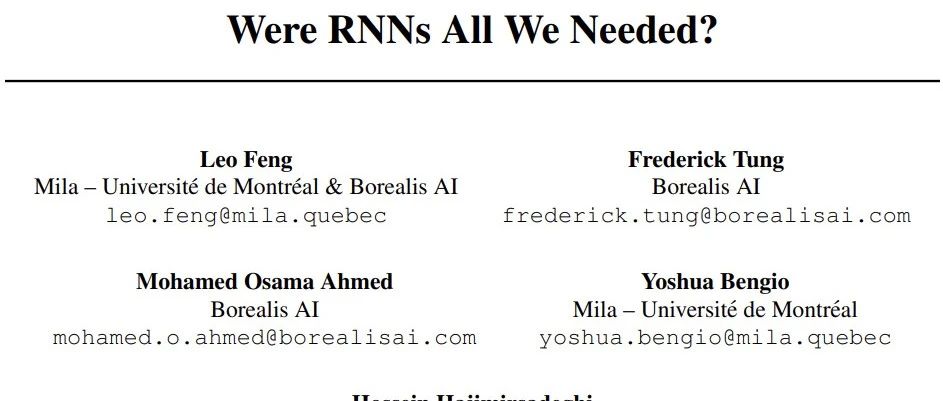 Were RNNs All We Needed?
Leo Feng
Mila – Université de Montréal & Borealis AI
leo.feng@mila.quebec
Frederick Tung
Borealis AI
frederick.tung@borealisai.com
Mohamed Osama Ahmed
Borealis AI
mohamed.o.ahmed@borealisai.com
Yoshua Bengio
Mila – Université de Montréal
yoshua.bengio@mila.quebec